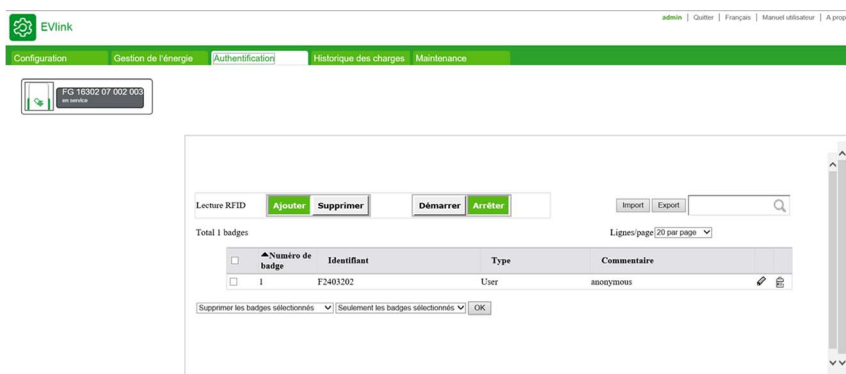 admin | Quitter | Français | Manuel utilisateur | A prop
EVlink
Configuration Gestion de l'énergie Authentification Historique des charges Maintenance
FG 16302 07 002 003
en service
Lecture RFID Ajouter Supprimer Démarrer Arrêter Import Export
Total 1 badges Lignes/page 20 par page
Numéro de badge Identifiant Type Commentaire
1 F2403202 User anonymous
Supprimer les badges sélectionnés Seulement les badges sélectionnés OK